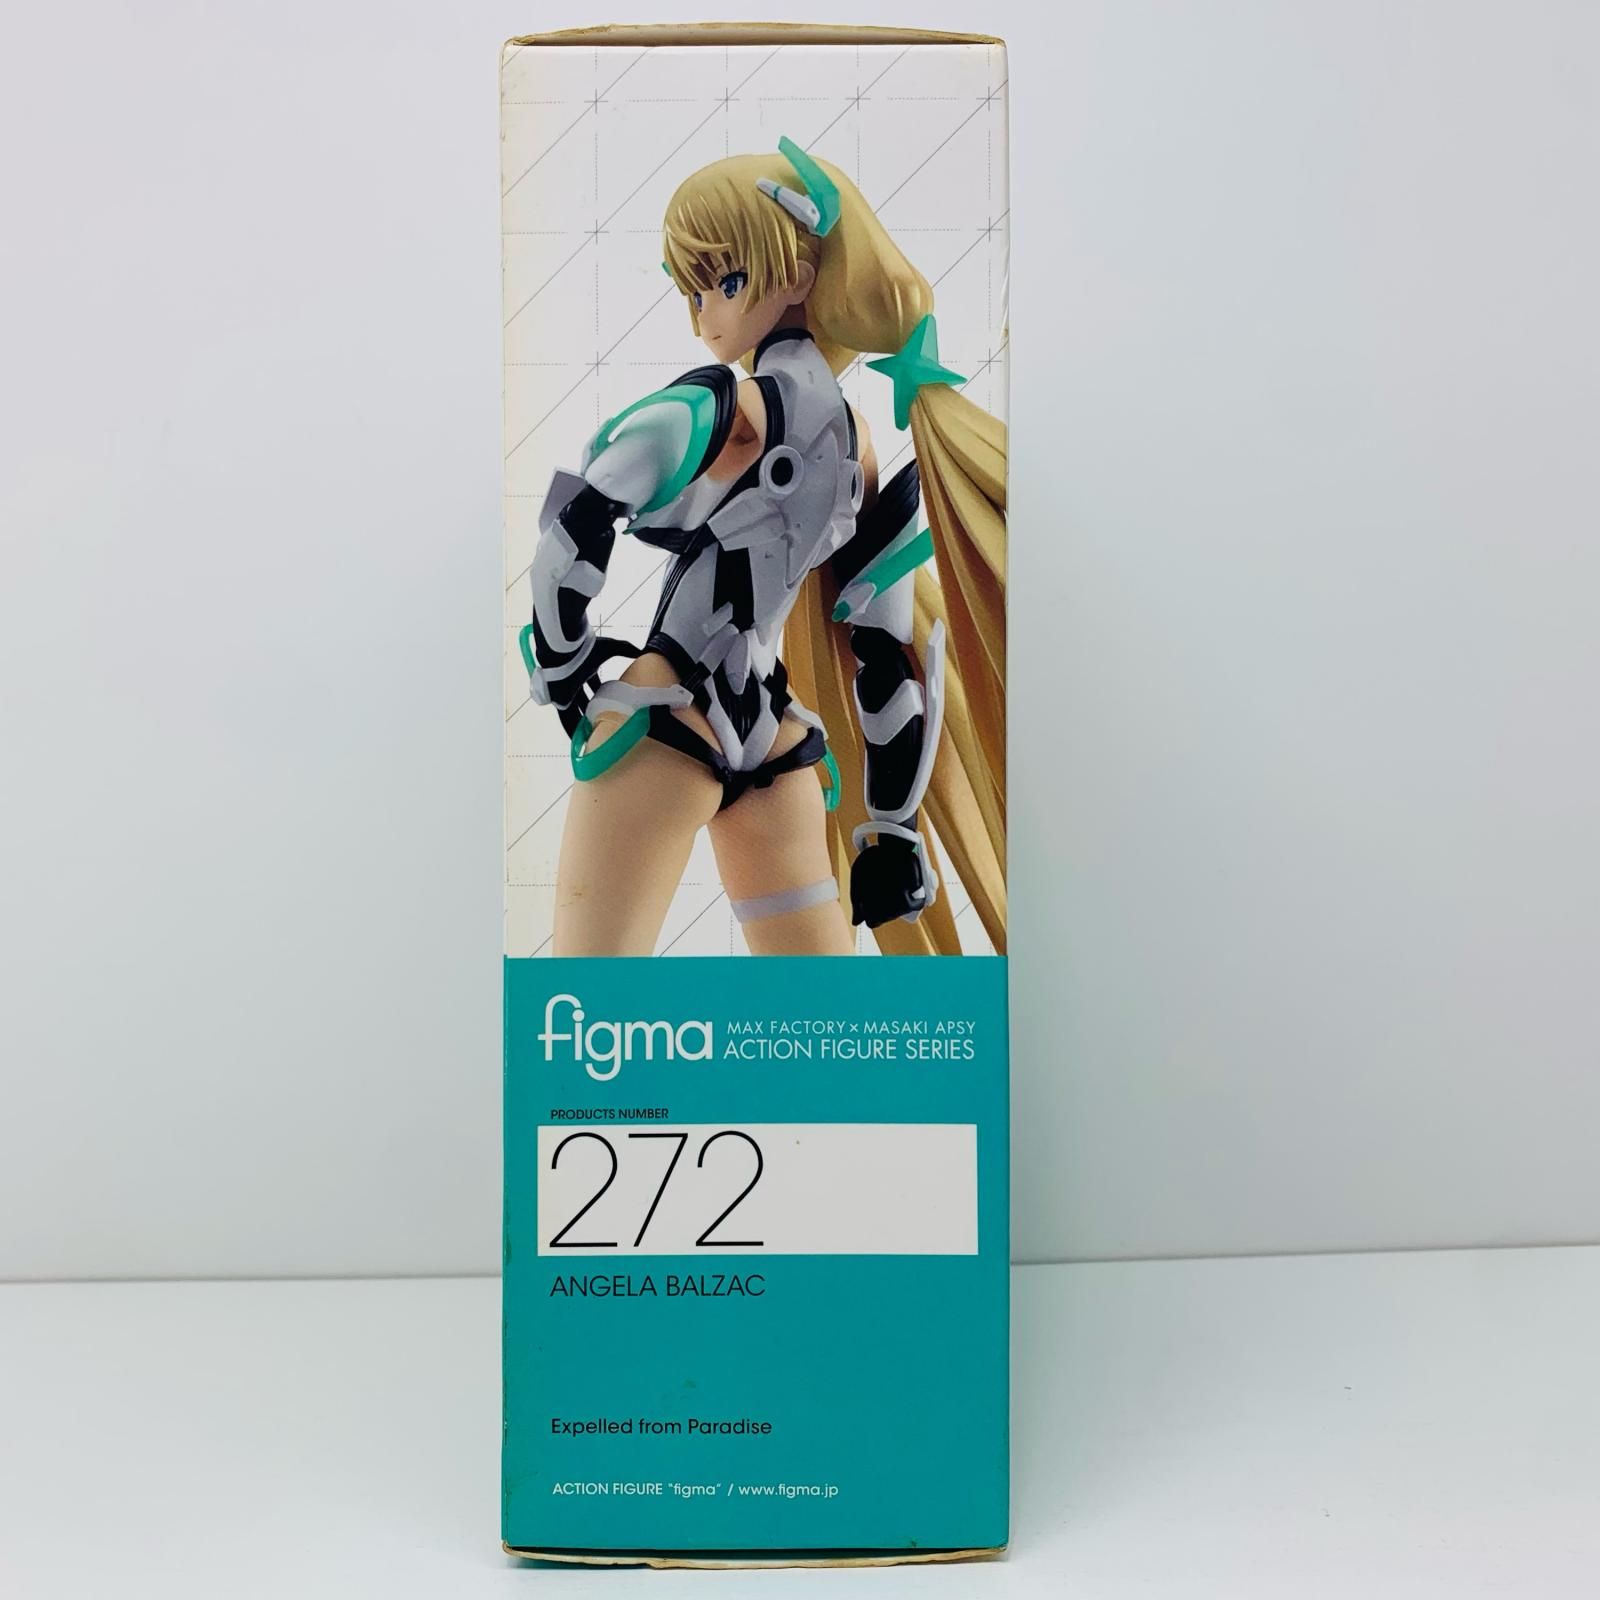 figma
MAX FACTORY × MASAKI APSY
ACTION FIGURE SERIES
PRODUCTS NUMBER
272
ANGELA BALZAC
Expelled from Paradise
ACTION FIGURE "figma" / www.figma.jp